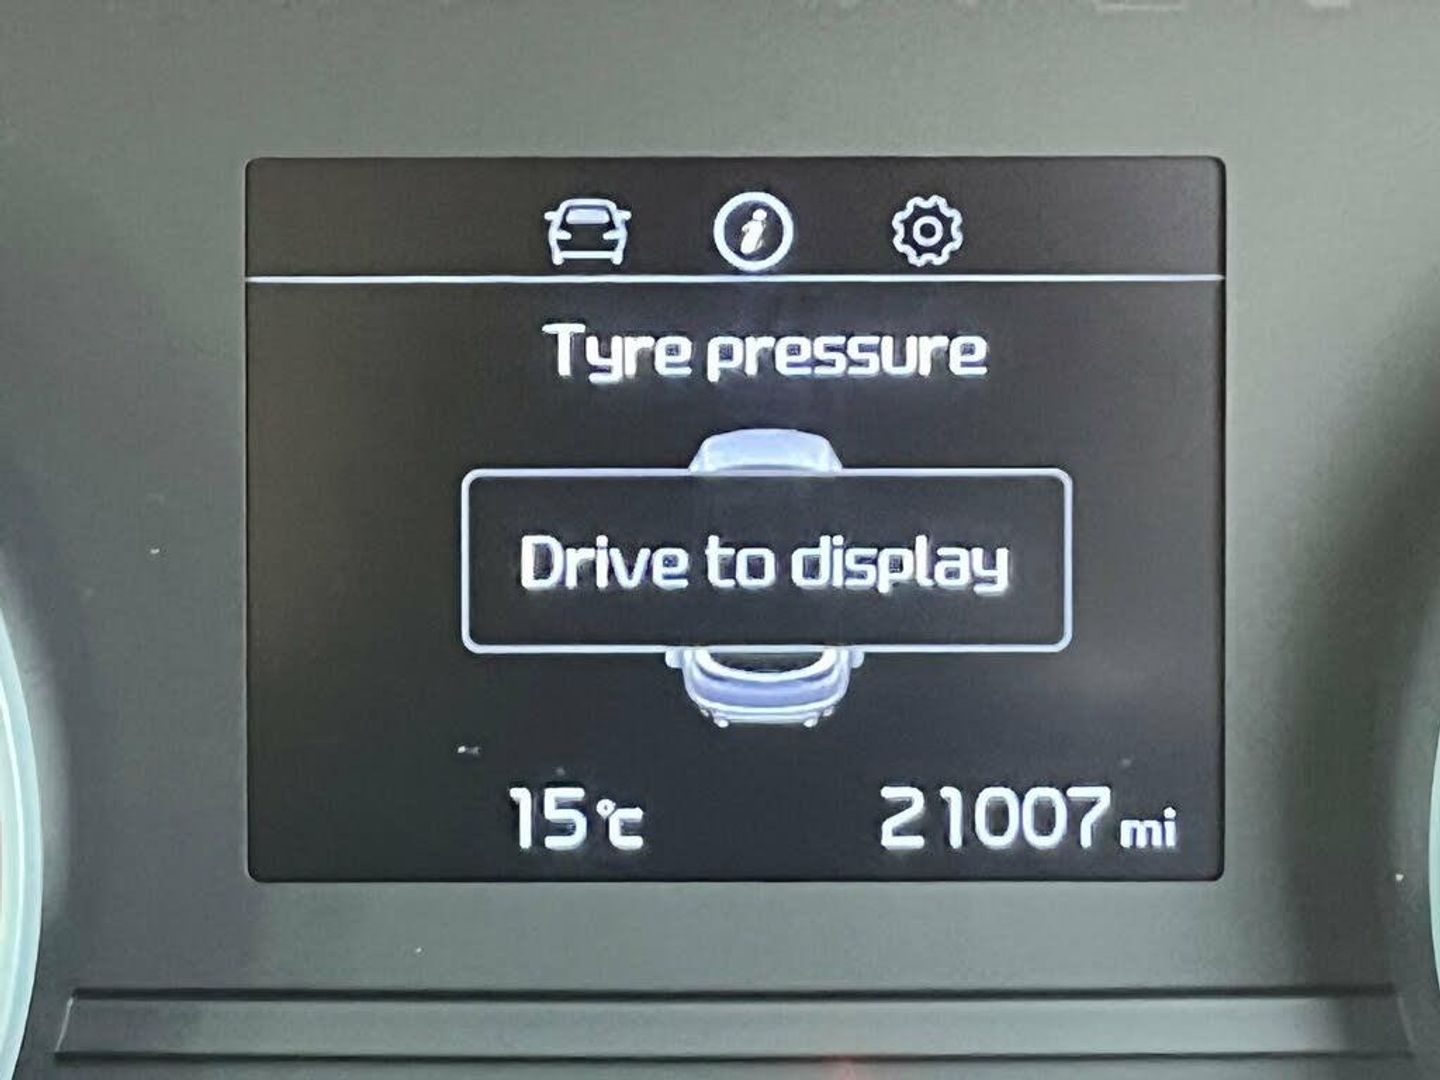 Tyre pressure
Drive to display
15°C 21007 mi